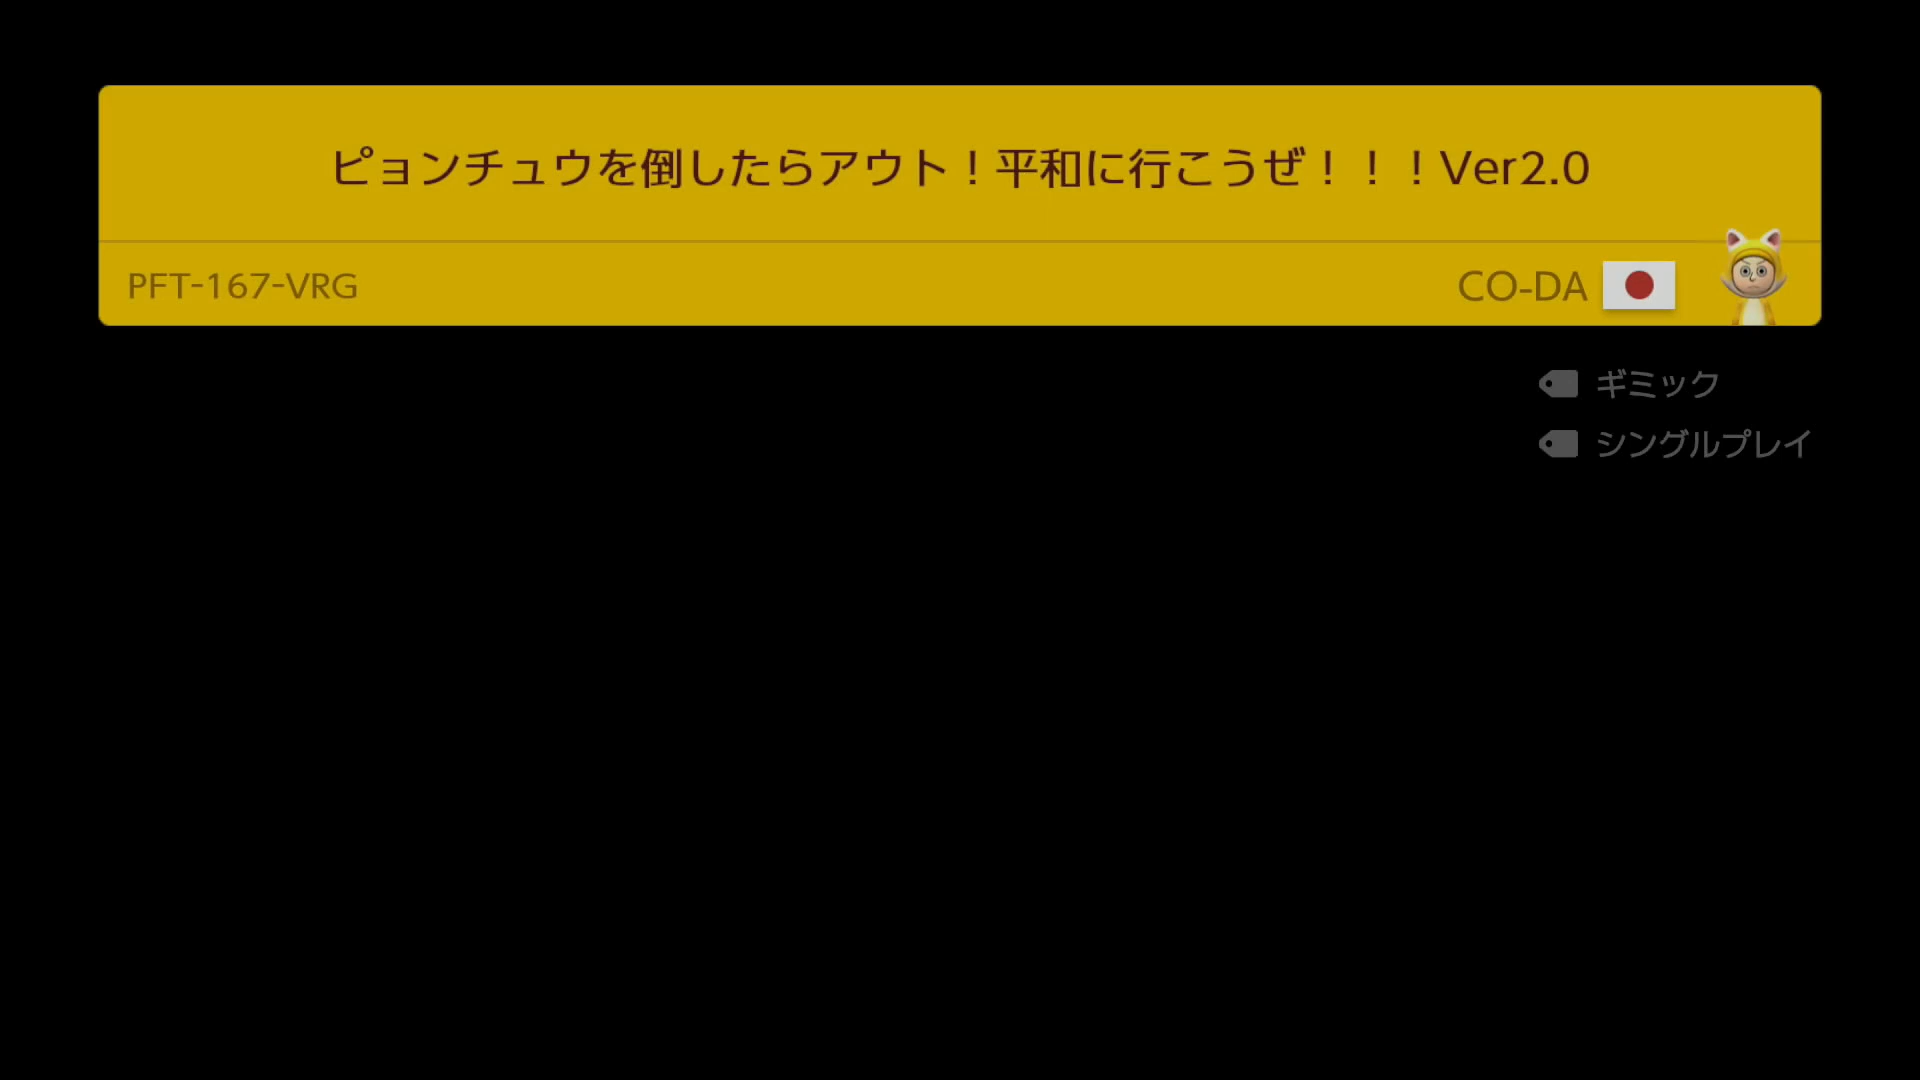 ピョンチュウを倒したらアウト！平和に行こうぜ！！！Ver2.0
PFT-167-VRG
CO-DA
ギミック
シングルプレイ